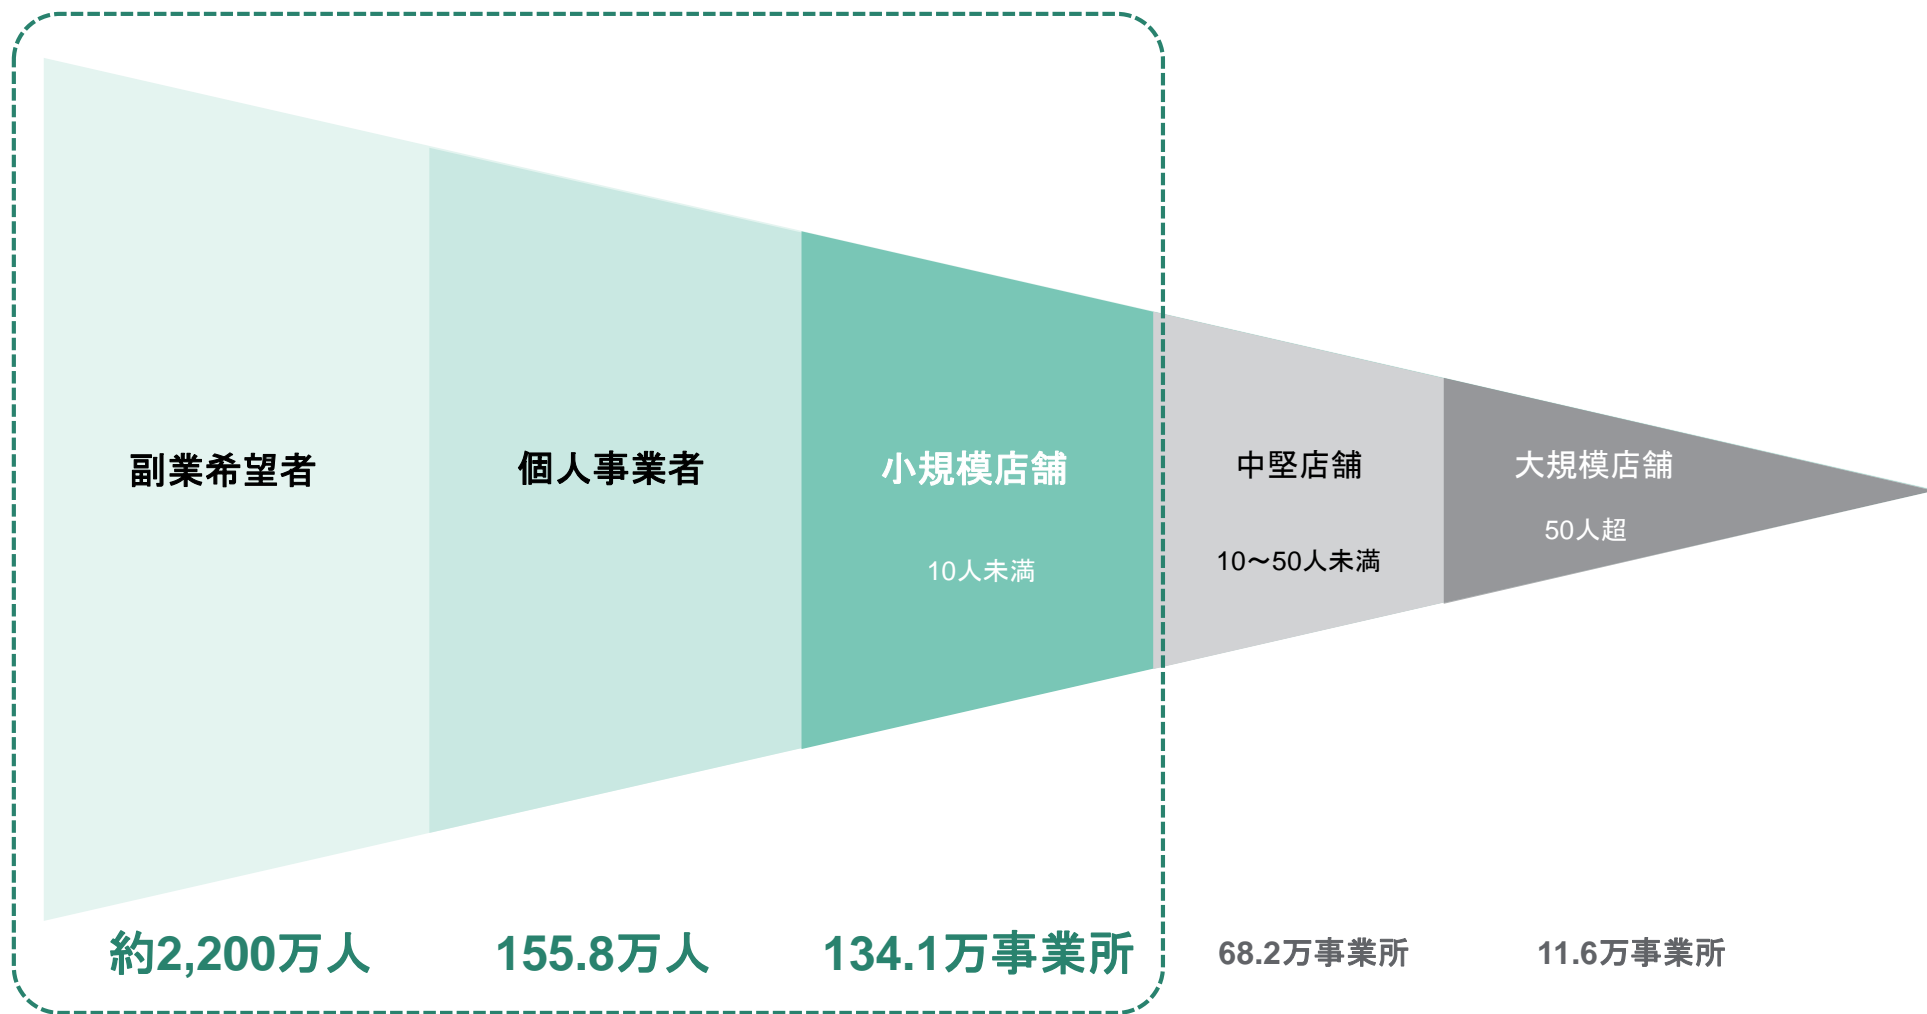 副業希望者
個人事業者
小規模店舗
10人未満
中堅店舗
10～50人未満
大規模店舗
50人超
約2,200万人
155.8万人
134.1万事業所
68.2万事業所
11.6万事業所